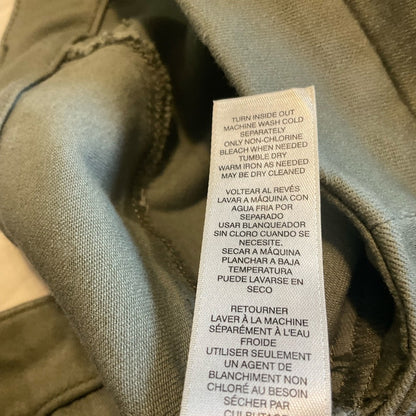 TURN INSIDE OUT
MACHINE WASH COLD
SEPARATELY
ONLY NON-CHLORINE
BLEACH WHEN NEEDED
TUMBLE DRY
WARM IRON AS NEEDED
MAY BE DRY CLEANED
VOLTEAR AL REVÉS
LAVAR A MÁQUINA CON
AGUA FRIA POR
SEPARADO
USAR BLANQUEADOR
SIN CLORO CUANDO SE
NECESITE.
SECAR A MÁQUINA
PLANCHAR A BAJA
TEMPERATURA
PUEDE LAVARSE EN
SECO
RETOURNER
LAVER À LA MACHINE
SÉPARÉMENT À L'EAU
FROIDE
UTILISER SEULEMENT
UN AGENT DE
BLANCHIMENT NON
CHLORÉ AU BESOIN
SÉCHER PAR